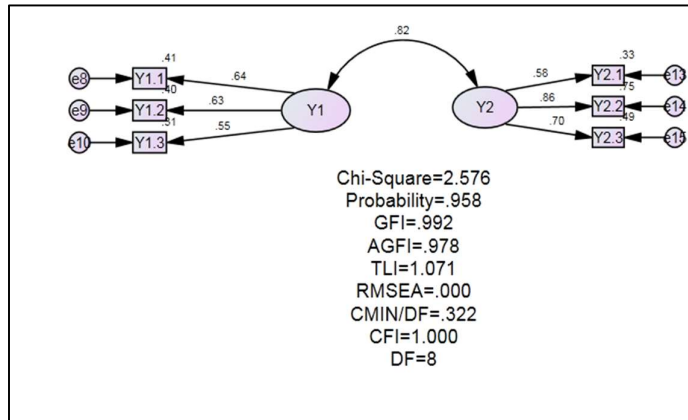 .82
.41
e8 Y1.1 .64
.40
e9 Y1.2 .63
.31
e10 Y1.3 .55
Y1
Y2
.33
.58 Y2.1 e13
.75
.86 Y2.2 e14
.49
.70 Y2.3 e15
Chi-Square=2.576
Probability=.958
GFI=.992
AGFI=.978
TLI=1.071
RMSEA=.000
CMIN/DF=.322
CFI=1.000
DF=8